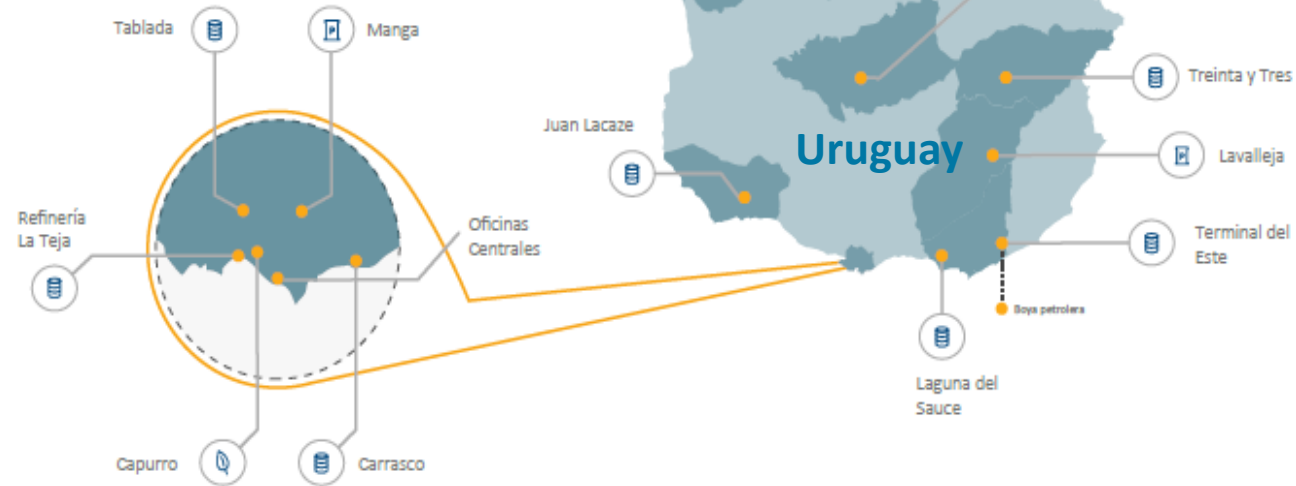 Tablada
Manga
Treinta y Tres
Juan Lacaze
Uruguay
Lavalleja
Refinería
La Teja
Oficinas
Centrales
Terminal del
Este
Boya petrolera
Laguna del
Sauce
Capurro
Carrasco